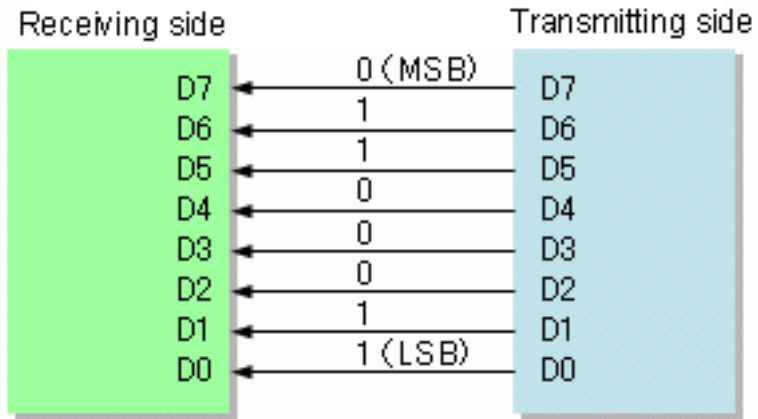 Receiving side Transmitting side
0 (MSB)
D7 D7
1
D6 D6
1
D5 D5
0
D4 D4
0
D3 D3
0
D2 D2
1
D1 D1
1 (LSB)
D0 D0